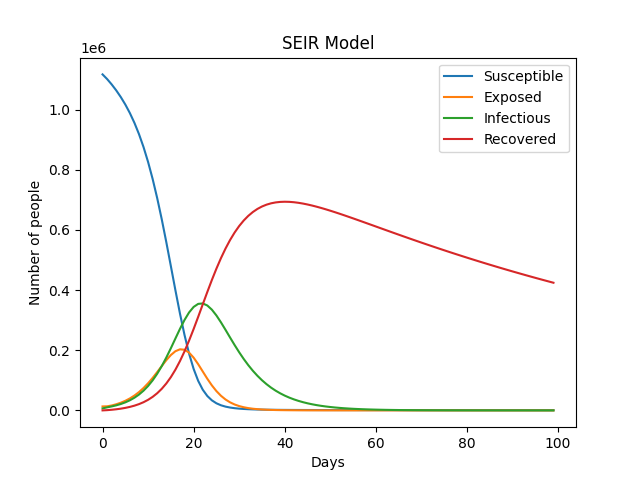 SEIR Model
1e6
Susceptible
Exposed
Infectious
Recovered
1.0
0.8
0.6
0.4
0.2
0.0
Number of people
0 20 40 60 80 100
Days